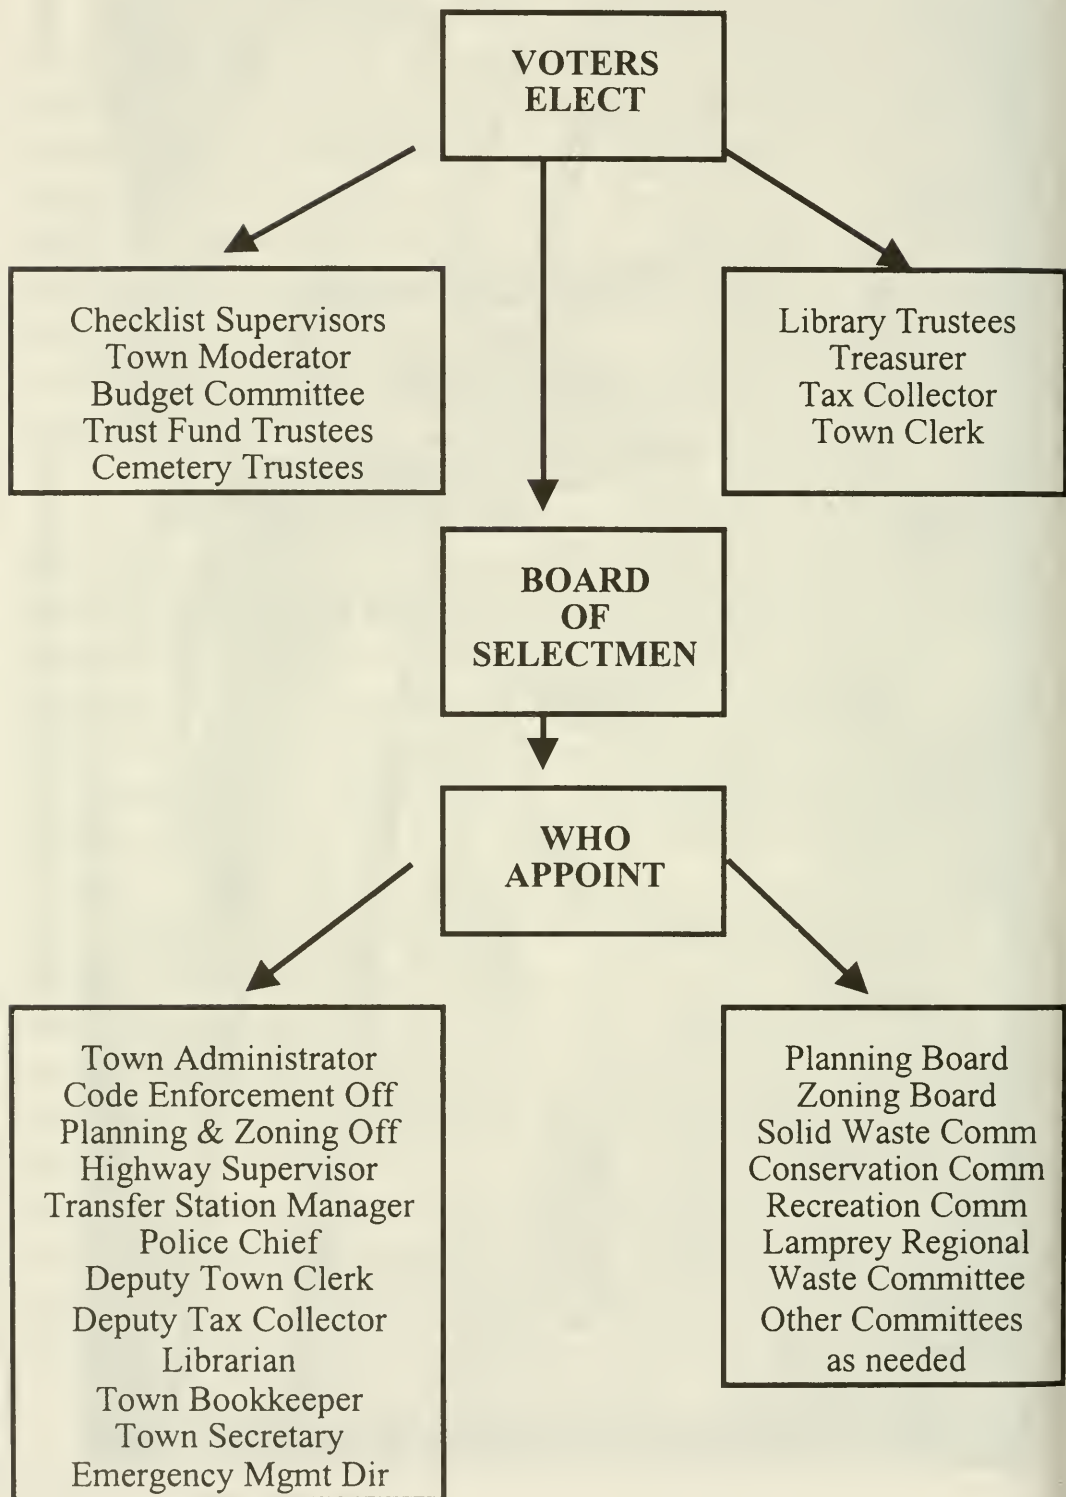 VOTERS
ELECT
Checklist Supervisors
Town Moderator
Budget Committee
Trust Fund Trustees
Cemetery Trustees
Library Trustees
Treasurer
Tax Collector
Town Clerk
BOARD
OF
SELECTMEN
WHO
APPOINT
Town Administrator
Code Enforcement Off
Planning & Zoning Off
Highway Supervisor
Transfer Station Manager
Police Chief
Deputy Town Clerk
Deputy Tax Collector
Librarian
Town Bookkeeper
Town Secretary
Emergency Mgmt Dir
Planning Board
Zoning Board
Solid Waste Comm
Conservation Comm
Recreation Comm
Lamprey Regional
Waste Committee
Other Committees
as needed